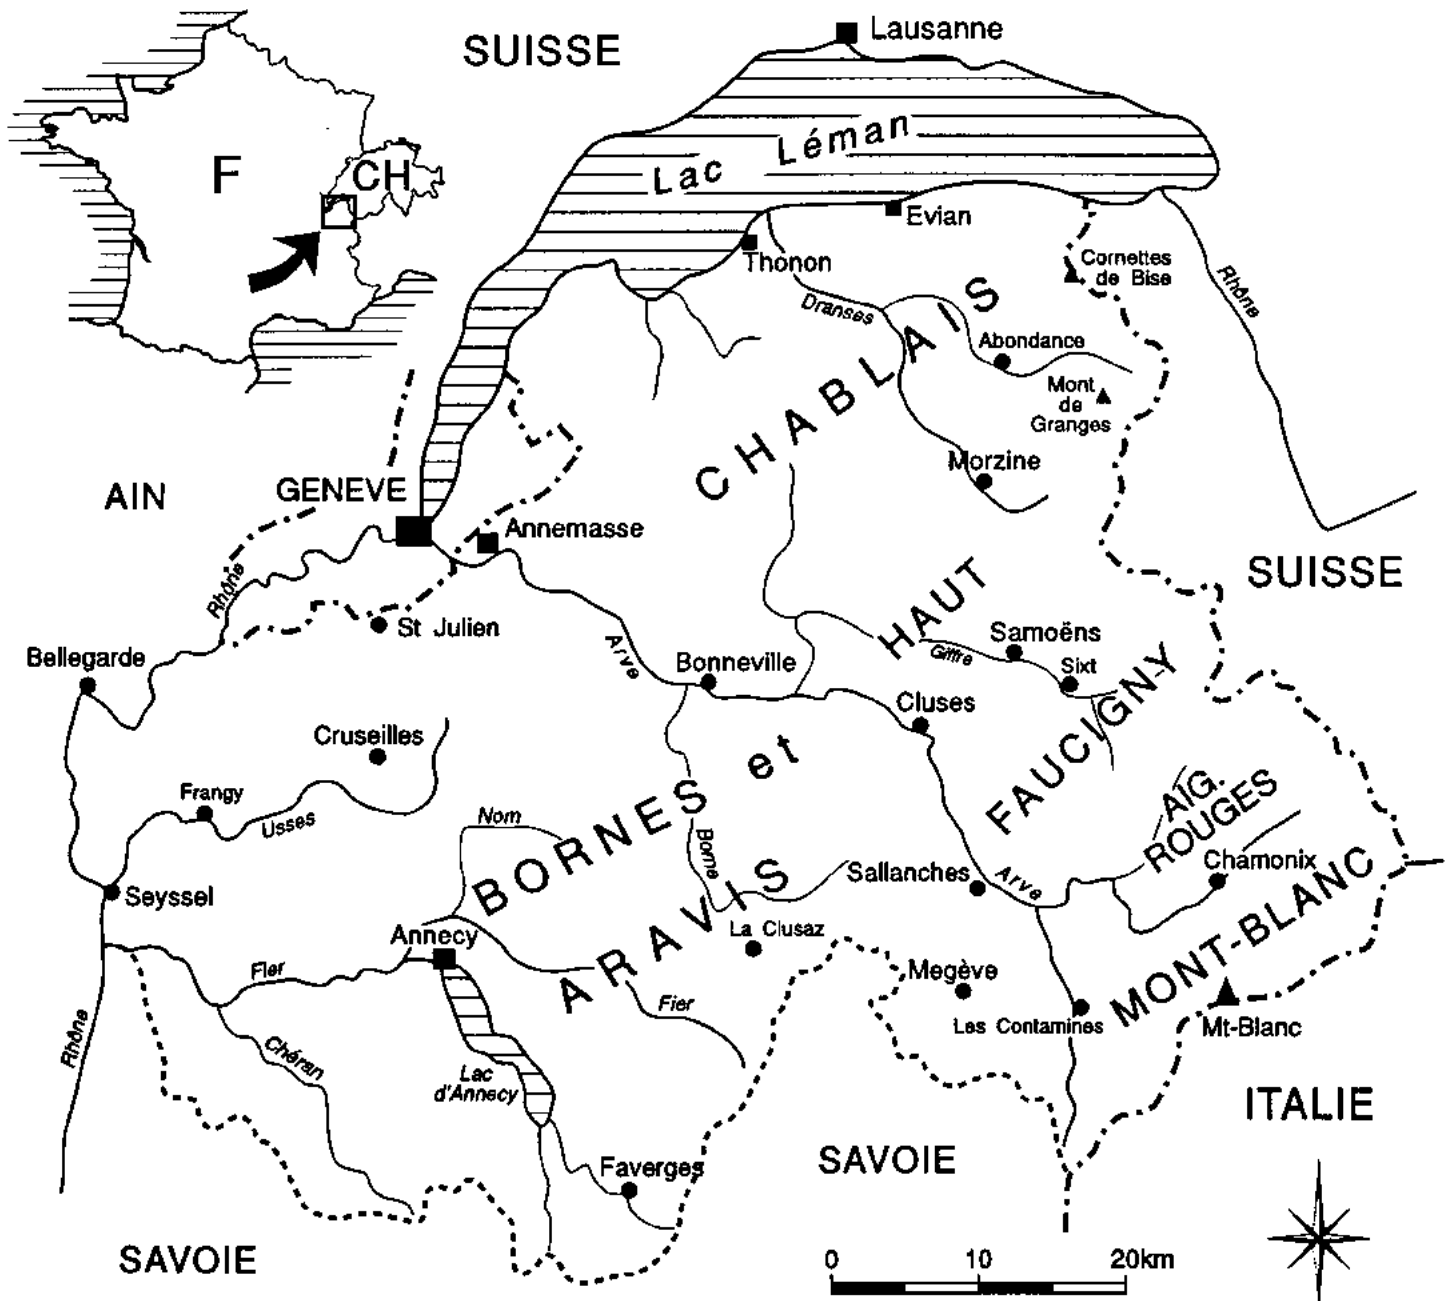 Lausanne
SUISSE
F
CH
Lac Léman
Evian
Thonon
Cornettes
de Bise
Rhône
Dranses
Abondance
Mont
de
Granges
CHABLAIS
Morzine
AIN
GENEVE
Annemasse
SUISSE
Rhône
St Julien
Arve
HAUT
Samoëns
Giffre
Sixt
Bellegarde
Bonneville
Cluses
FAUCIGNY
Cruseilles
Frangy
Usses
BORNES et
ARAVIS
Nom
Borne
AIG.
ROUGES
Chamonix
Sallanches
Arve
Seyssel
La Clusaz
Annecy
Fier
Fier
Megève
Les Contamines
MONT-BLANC
Mt-Blanc
Rhône
Chéran
Lac
d'Annecy
ITALIE
SAVOIE
Faverges
SAVOIE
0 10 20km